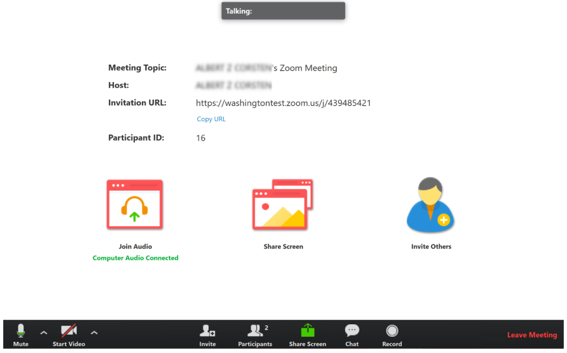 Talking:
Meeting Topic: 's Zoom Meeting
Host:
Invitation URL: https://washingtontest.zoom.us/j/439485421
Copy URL
Participant ID: 16
Join Audio Share Screen Invite Others
Computer Audio Connected
2
Mute Start Video Invite Participants Share Screen Chat Record Leave Meeting